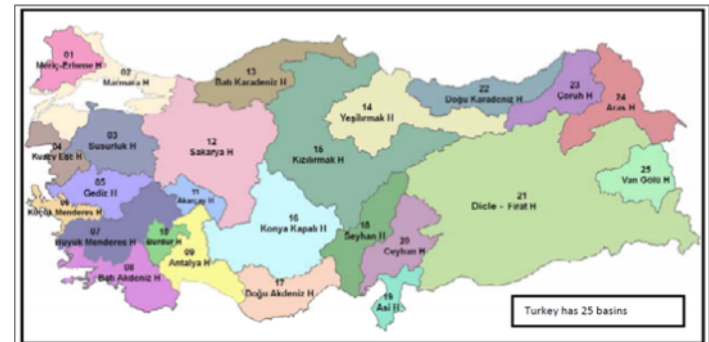 01
Meriç-Ergene H
02
Marmara H
13
Batı Karadeniz H
22
Doğu Karadeniz H
23
Çoruh H
24
Aras H
14
Yeşilırmak H
03
Susurluk H
12
Sakarya H
15
Kızılırmak H
04
Kuzey Ege H
25
Van Gölü H
05
Gediz H
11
Akarçay H
21
Dicle - Fırat H
06
Küçük Menderes H
16
Konya Kapalı H
18
Seyhan H
07
Büyük Menderes H
10
Burdur H
20
Ceyhan H
09
Antalya H
08
Batı Akdeniz H
17
Doğu Akdeniz H
19
Asi H
Turkey has 25 basins